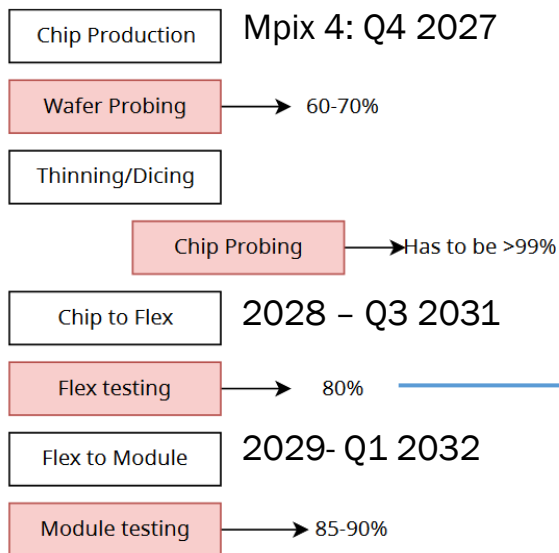 Chip Production
Mpix 4: Q4 2027
Wafer Probing
60-70%
Thinning/Dicing
Chip Probing
Has to be >99%
Chip to Flex
2028 – Q3 2031
Flex testing
80%
Flex to Module
2029- Q1 2032
Module testing
85-90%